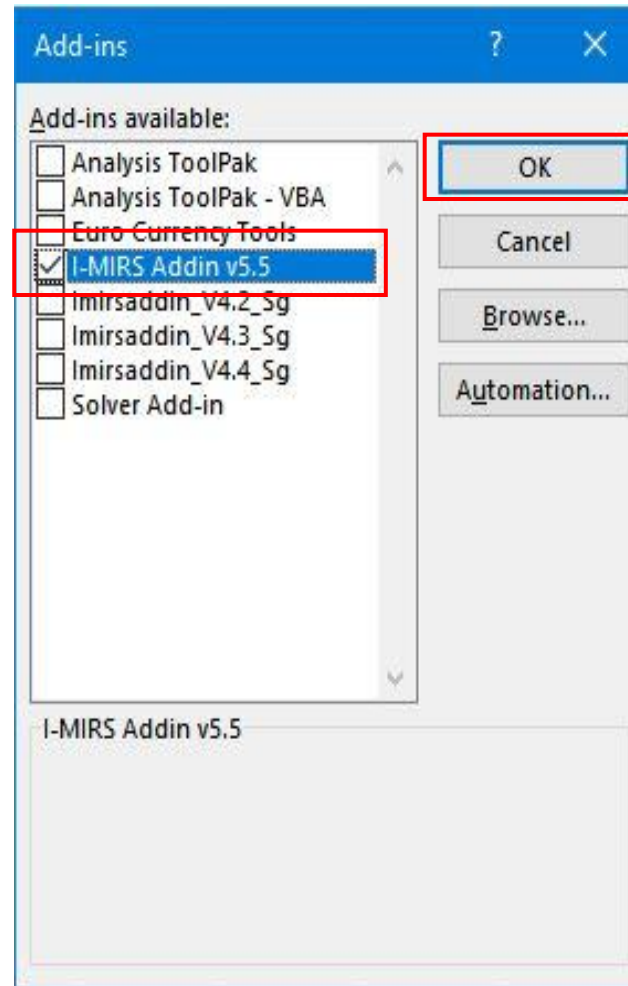 Add-ins ? ×
Add-ins available:
Analysis ToolPak
Analysis ToolPak - VBA
Euro Currency Tools
I-MIRS Addin v5.5
Imirsaddin_V4.2_Sg
Imirsaddin_V4.3_Sg
Imirsaddin_V4.4_Sg
Solver Add-in
OK
Cancel
Browse...
Automation...
I-MIRS Addin v5.5